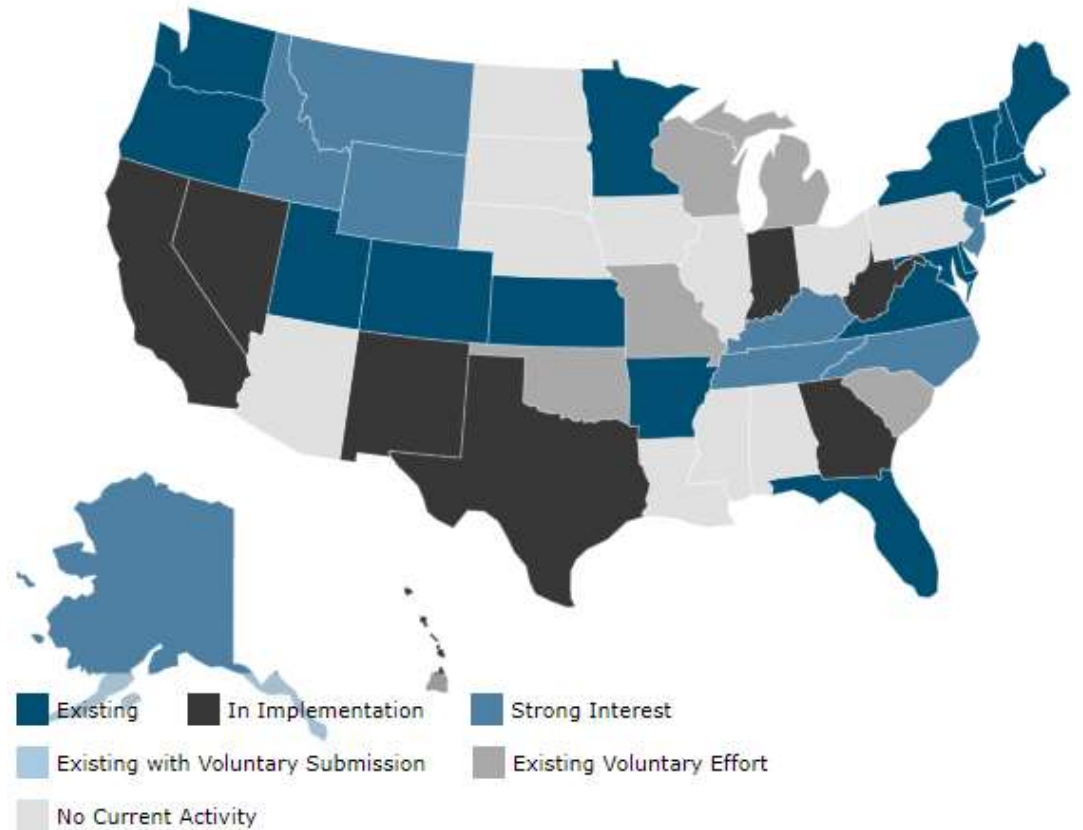 Existing In Implementation Strong Interest
Existing with Voluntary Submission Existing Voluntary Effort
No Current Activity